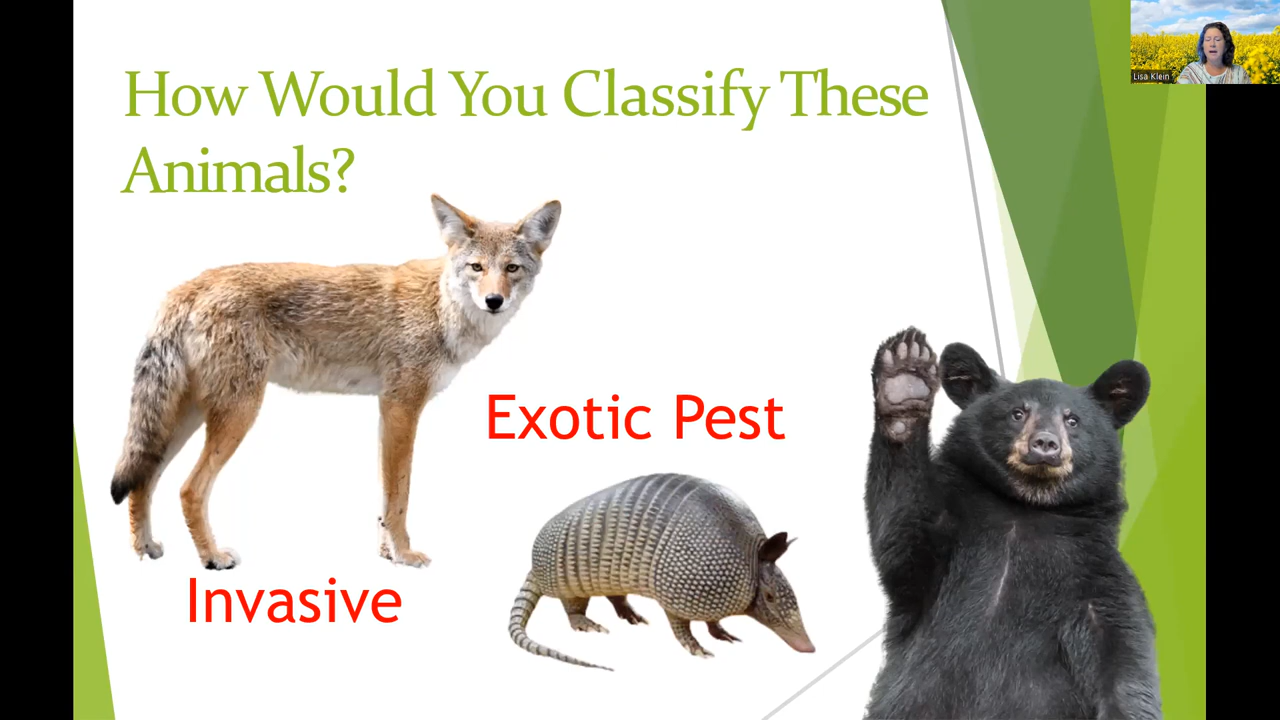 How Would You Classify These
Animals?
Lisa Klein
Exotic Pest
Invasive